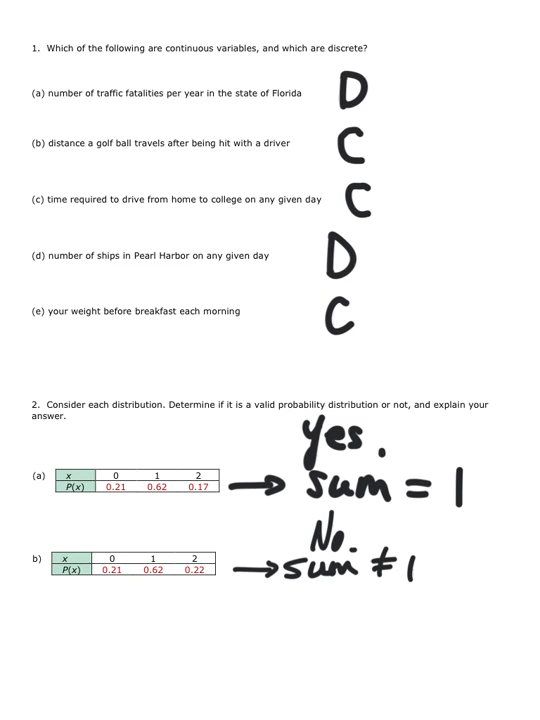 1. Which of the following are continuous variables, and which are discrete?
(a) number of traffic fatalities per year in the state of Florida D
(b) distance a golf ball travels after being hit with a driver C
(c) time required to drive from home to college on any given day C
(d) number of ships in Pearl Harbor on any given day D
(e) your weight before breakfast each morning C
2. Consider each distribution. Determine if it is a valid probability distribution or not, and explain your
answer.
Yes.
(a) x 0 1 2
P(x) 0.21 0.62 0.17 → sum = 1
No.
b) x 0 1 2
P(x) 0.21 0.62 0.22 → sum ≠ 1